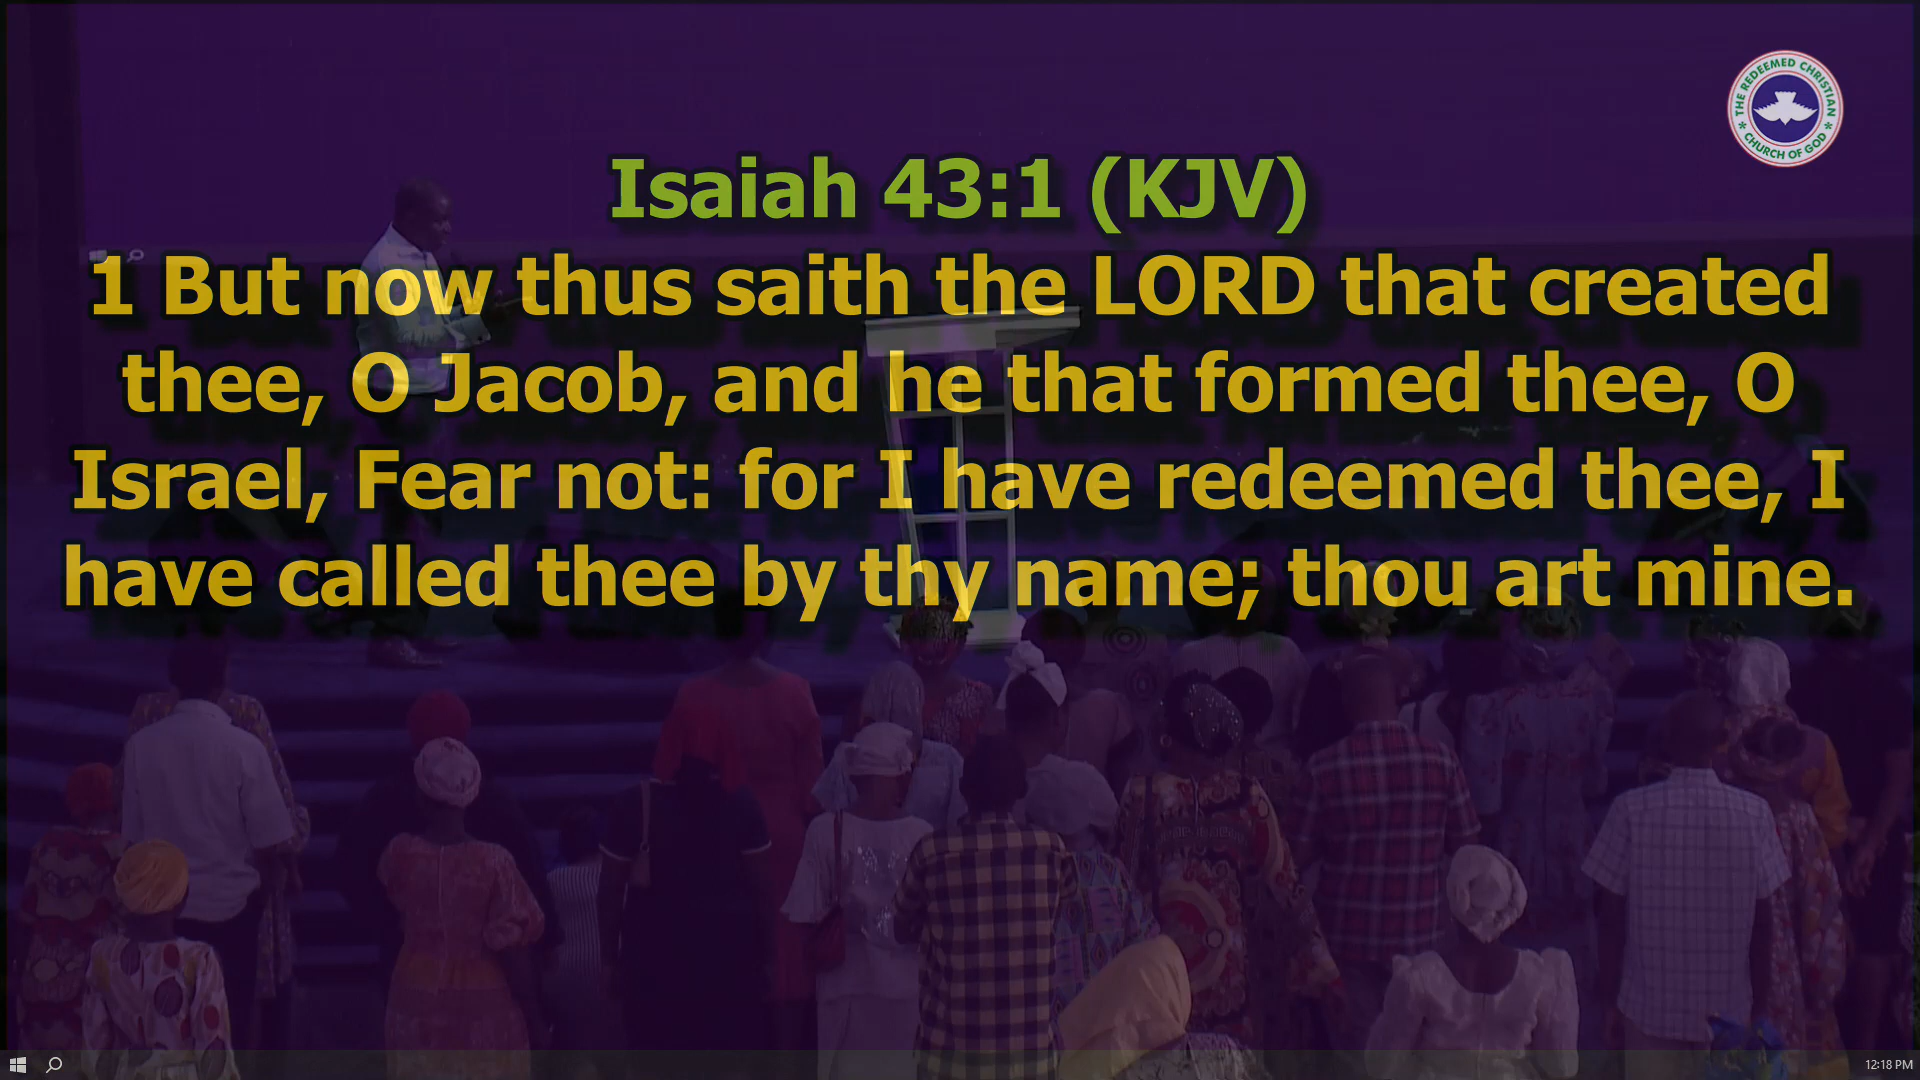 THE REDEEMED CHRISTIAN
CHURCH OF GOD
Isaiah 43:1 (KJV)
1 But now thus saith the LORD that created
thee, O Jacob, and he that formed thee, O
Israel, Fear not: for I have redeemed thee, I
have called thee by thy name; thou art mine.
12:18 PM